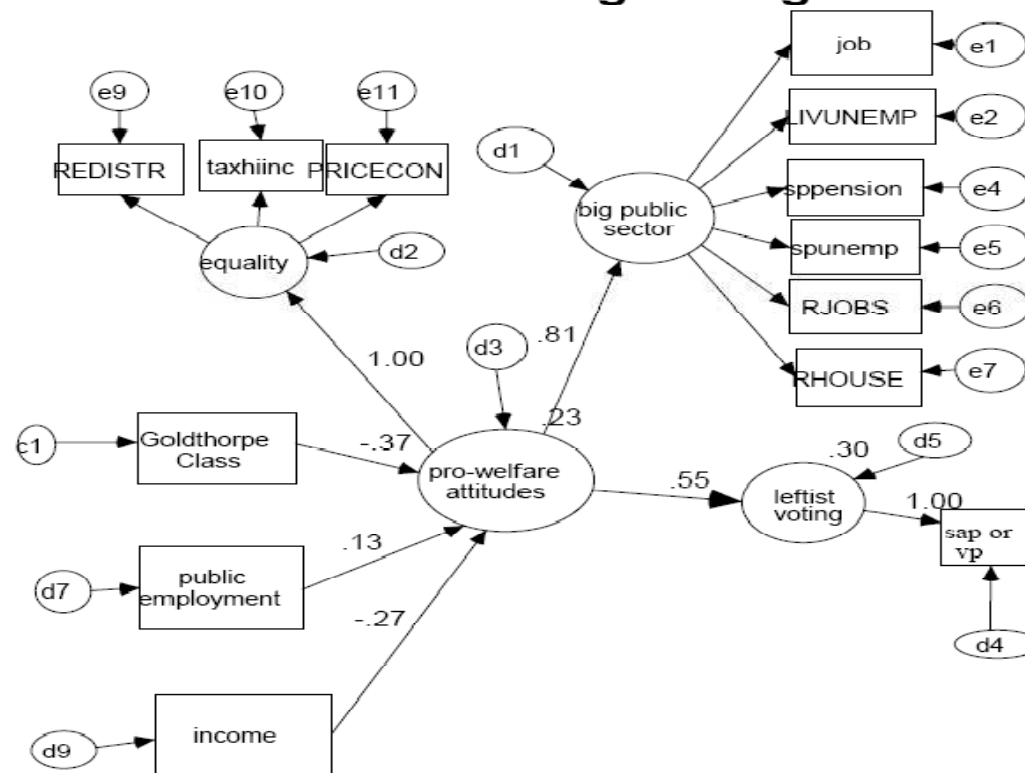 job
e1
e9
e10
e11
LIVUNEMP
e2
REDISTR
taxhiinc
PRICECON
d1
sppension
e4
big public
sector
spunemp
e5
equality
d2
RJOBS
e6
d3
.81
1.00
RHOUSE
e7
.23
c1
Goldthorpe
Class
-.37
pro-welfare
attitudes
.55
.30
d5
leftist
voting
1.00
sap or
vp
.13
d7
public
employment
-.27
d4
d9
income